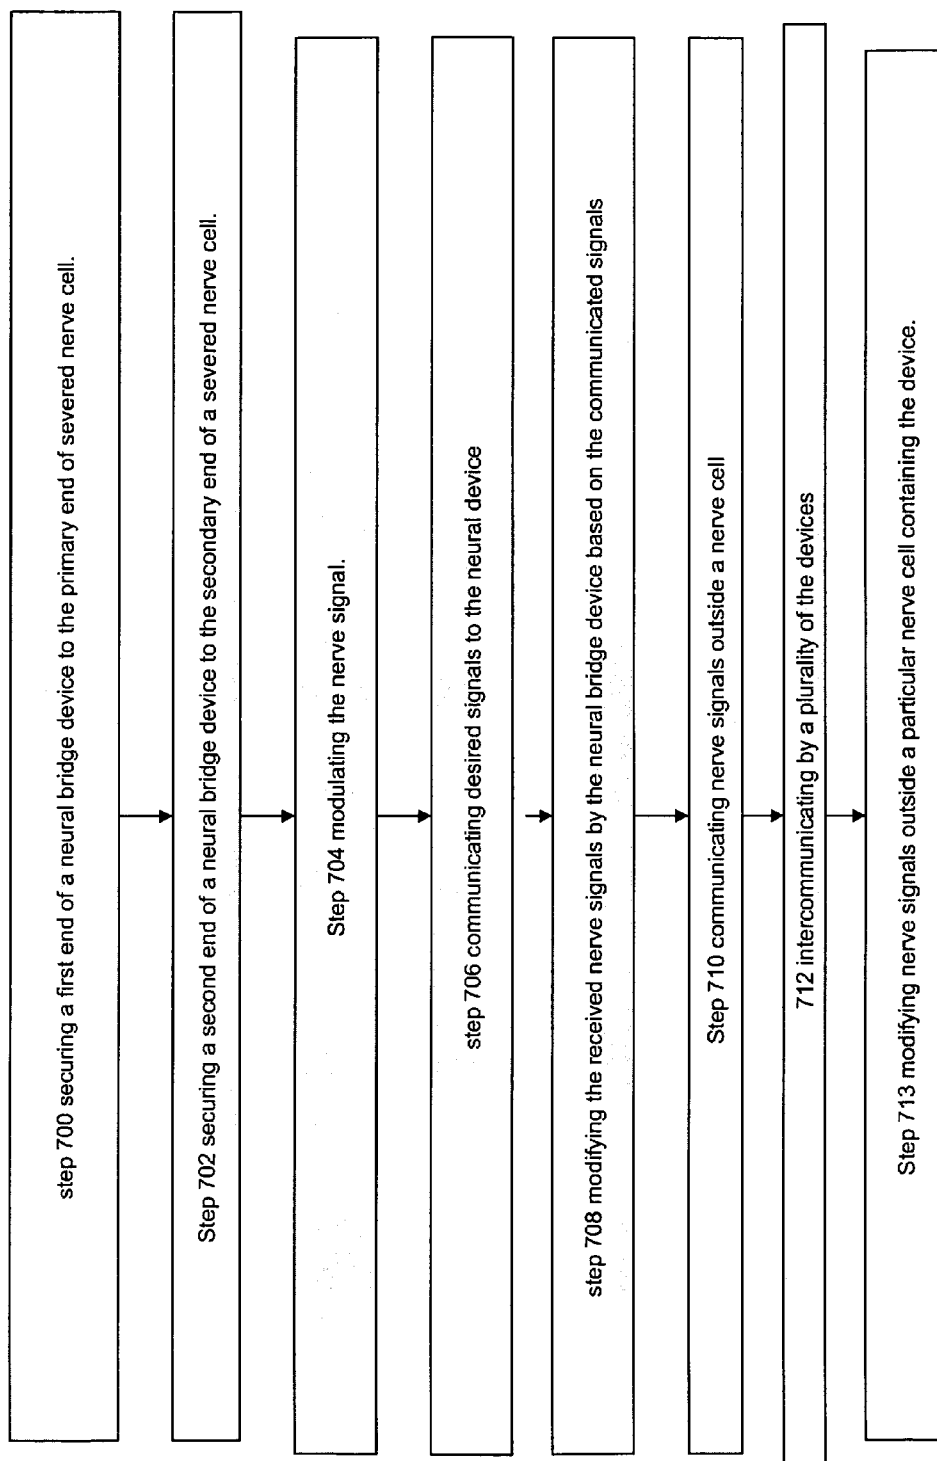 step 700 securing a first end of a neural bridge device to the primary end of severed nerve cell.
Step 702 securing a second end of a neural bridge device to the secondary end of a severed nerve cell.
Step 704 modulating the nerve signal.
step 706 communicating desired signals to the neural device
step 708 modifying the received nerve signals by the neural bridge device based on the communicated signals
Step 710 communicating nerve signals outside a nerve cell
712 intercommunicating by a plurality of the devices
Step 713 modifying nerve signals outside a particular nerve cell containing the device.